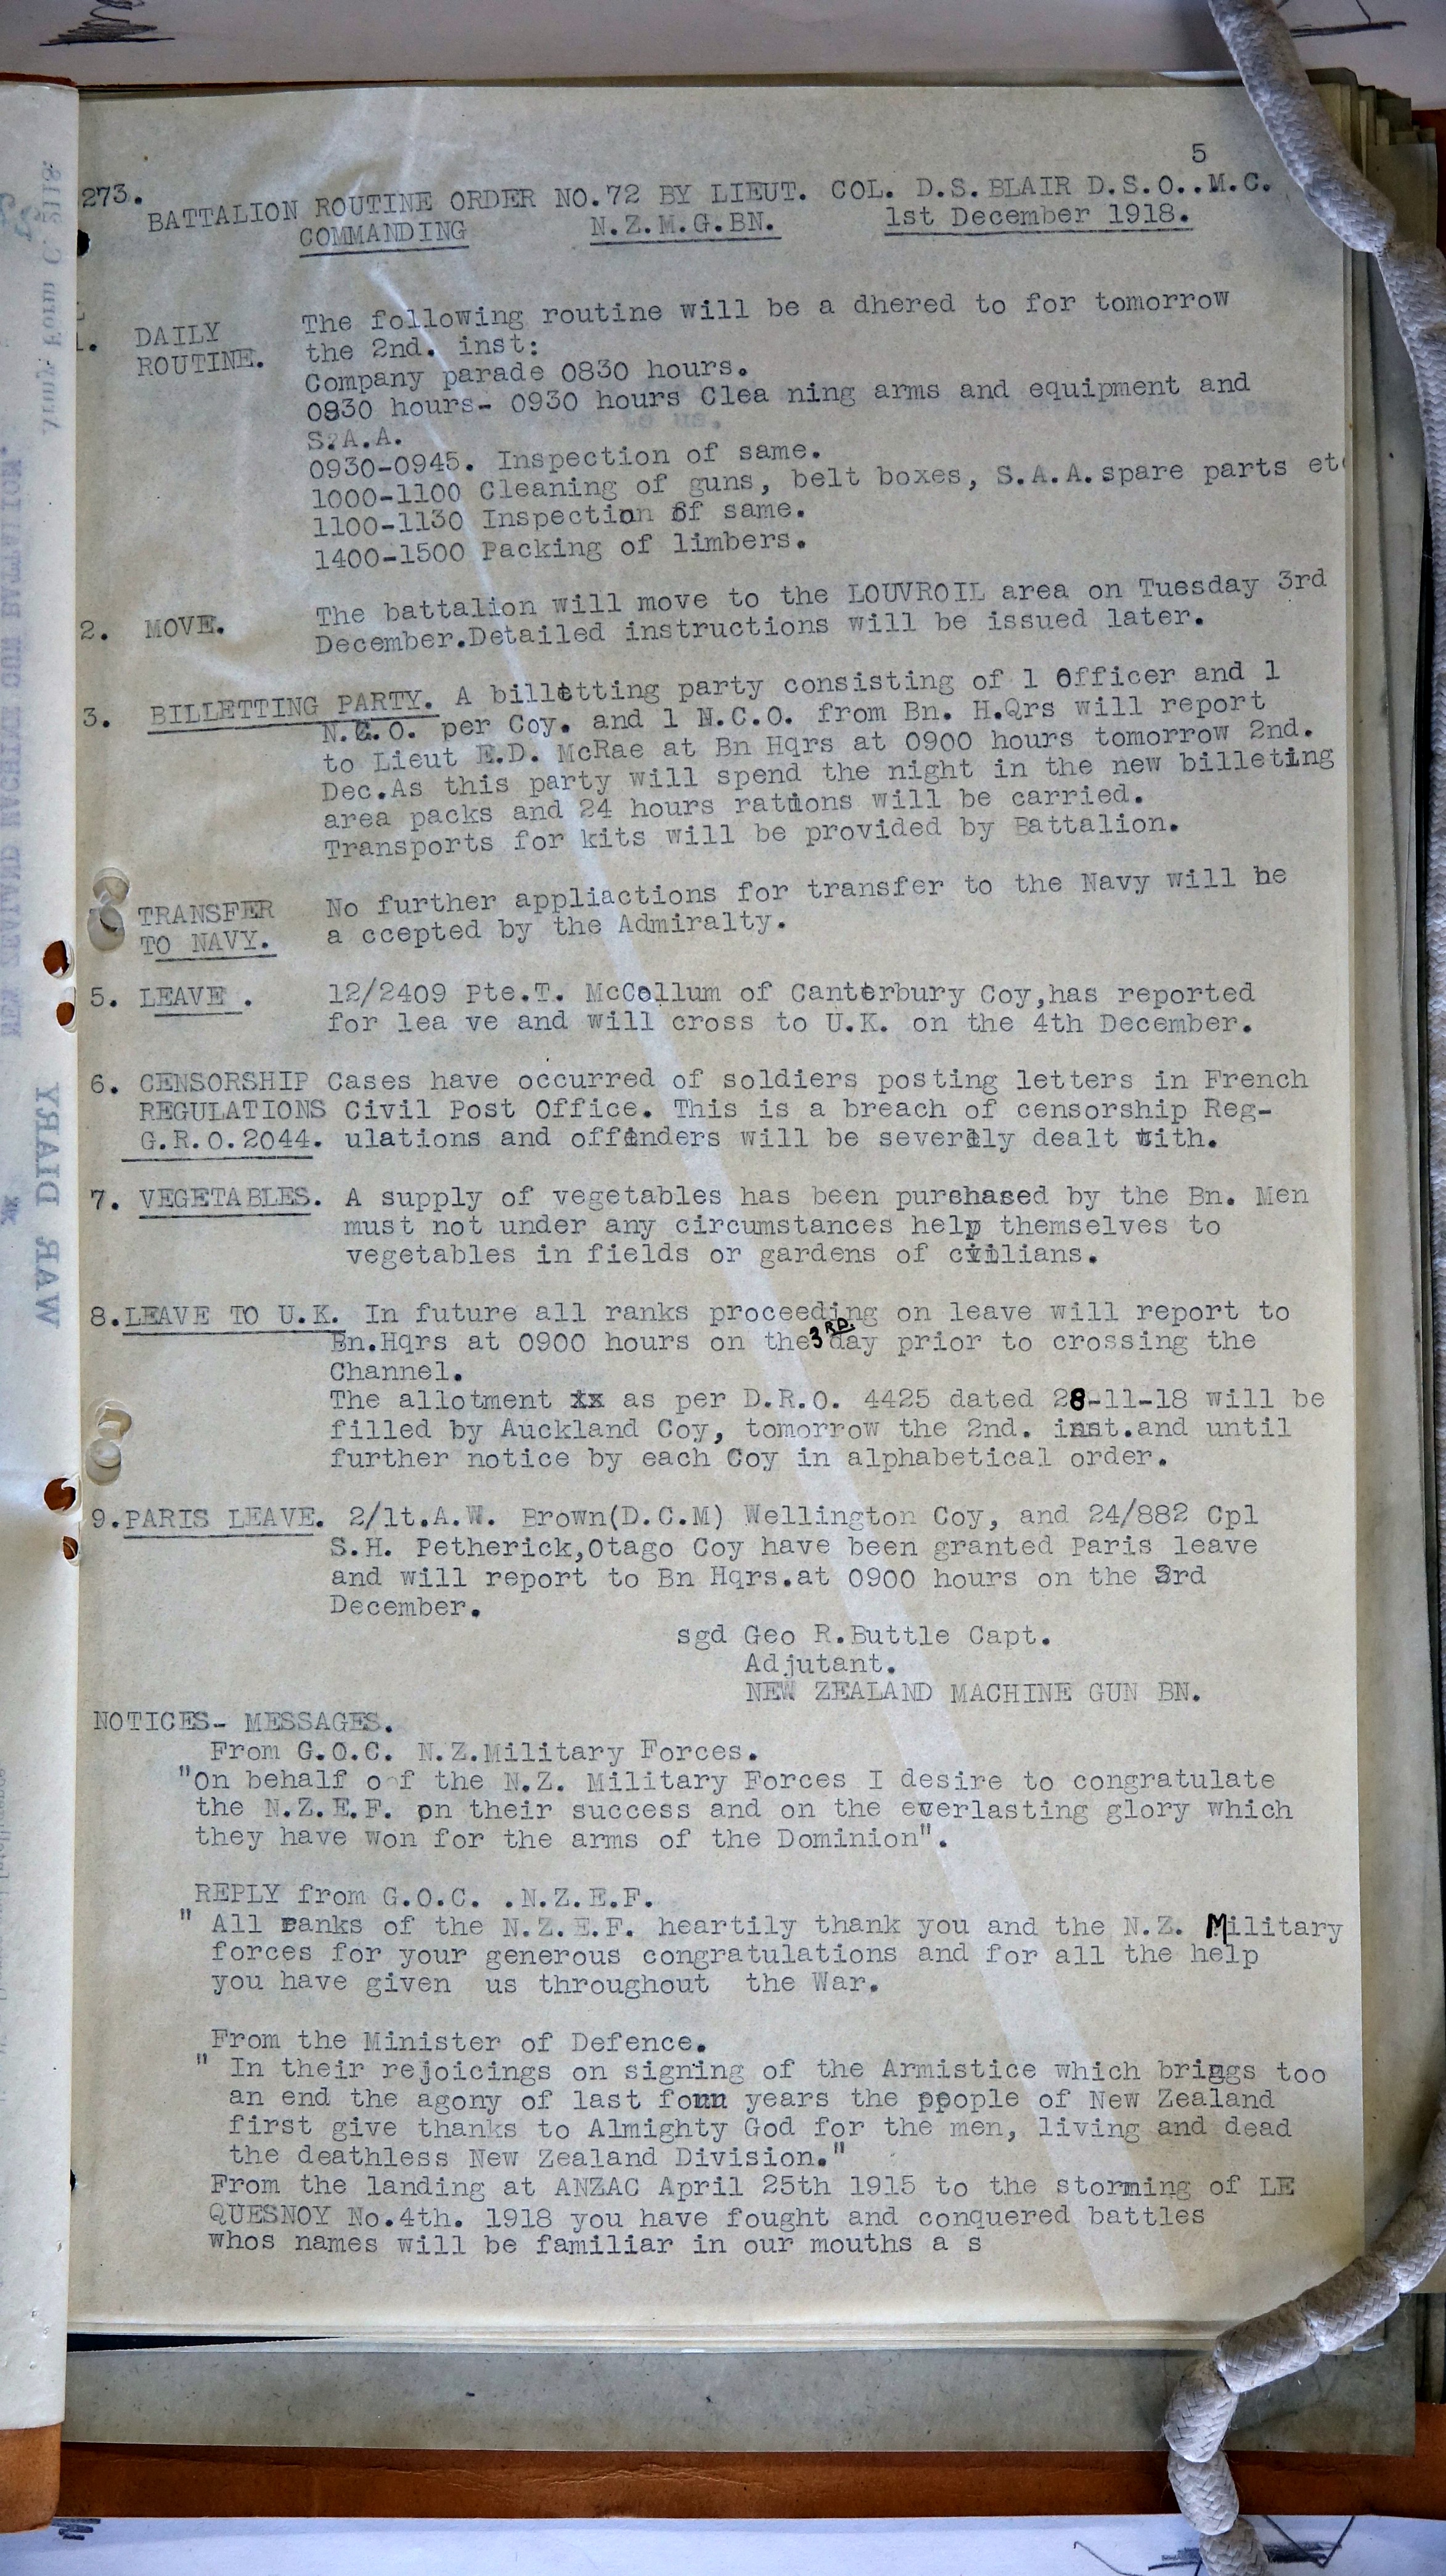 5
273.
BATTALION ROUTINE ORDER NO.72 BY LIEUT. COL. D.S.BLAIR D.S.O..M.C.
COMMANDING N.Z.M.G.BN. 1st December 1918.
1. DAILY ROUTINE. The following routine will be a dhered to for tomorrow
the 2nd. inst:
Company parade 0830 hours.
0830 hours- 0930 hours Clea ning arms and equipment and
S.A.A.
0930-0945. Inspection of same.
1000-1100 Cleaning of guns, belt boxes, S.A.A.spare parts etc
1100-1130 Inspection of same.
1400-1500 Packing of limbers.
2. MOVE. The battalion will move to the LOUVROIL area on Tuesday 3rd
December.Detailed instructions will be issued later.
3. BILLETTING PARTY. A billetting party consisting of 1 Officer and 1
N.C.O. per Coy. and 1 N.C.O. from Bn. H.Qrs will report
to Lieut E.D. McRae at Bn Hqrs at 0900 hours tomorrow 2nd.
Dec.As this party will spend the night in the new billeting
area packs and 24 hours rations will be carried.
Transports for kits will be provided by Battalion.
TRANSFER No further appliactions for transfer to the Navy will be
TO NAVY. a ccepted by the Admiralty.
5. LEAVE . 12/2409 Pte.T. McCollum of Canterbury Coy,has reported
for lea ve and will cross to U.K. on the 4th December.
6. CENSORSHIP Cases have occurred of soldiers posting letters in French
REGULATIONS Civil Post Office. This is a breach of censorship Reg-
G.R.O.2044. ulations and offenders will be severely dealt with.
7. VEGETABLES. A supply of vegetables has been purchased by the Bn. Men
must not under any circumstances help themselves to
vegetables in fields or gardens of civilians.
8.LEAVE TO U.K. In future all ranks proceeding on leave will report to
Bn.Hqrs at 0900 hours on the 3RD. day prior to crossing the
Channel.
The allotment xx as per D.R.O. 4425 dated 28-11-18 will be
filled by Auckland Coy, tomorrow the 2nd. inst.and until
further notice by each Coy in alphabetical order.
9.PARIS LEAVE. 2/lt.A.W. Brown(D.C.M) Wellington Coy, and 24/882 Cpl
S.H. Petherick,Otago Coy have been granted Paris leave
and will report to Bn Hqrs.at 0900 hours on the 3rd
December.
sgd Geo R.Buttle Capt.
Adjutant.
NEW ZEALAND MACHINE GUN BN.
NOTICES- MESSAGES.
From G.O.C. N.Z.Military Forces.
"On behalf o f the N.Z. Military Forces I desire to congratulate
the N.Z.E.F. on their success and on the everlasting glory which
they have won for the arms of the Dominion".
REPLY from G.O.C. .N.Z.E.F.
" All ranks of the N.Z.E.F. heartily thank you and the N.Z. Military
forces for your generous congratulations and for all the help
you have given us throughout the War.
From the Minister of Defence.
" In their rejoicings on signing of the Armistice which brings too
an end the agony of last four years the people of New Zealand
first give thanks to Almighty God for the men, living and dead
the deathless New Zealand Division."
From the landing at ANZAC April 25th 1915 to the storming of LE
QUESNOY No.4th. 1918 you have fought and conquered battles
whos names will be familiar in our mouths a s
WAR DIARY
NEW ZEALAND MACHINE GUN BATTALION.
Army Form C. 2118.